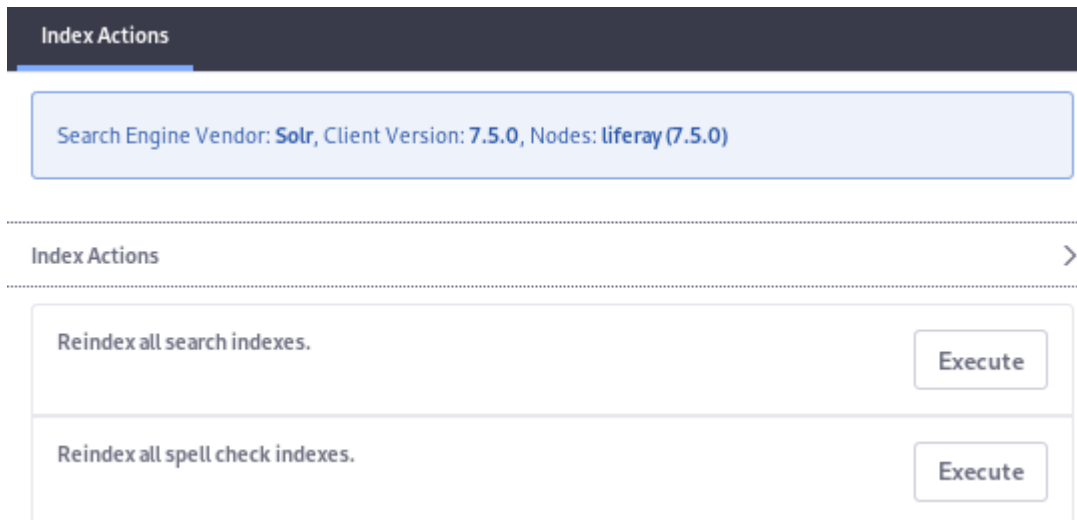 Index Actions
Search Engine Vendor: Solr, Client Version: 7.5.0, Nodes: liferay (7.5.0)
Index Actions
Reindex all search indexes.
Execute
Reindex all spell check indexes.
Execute